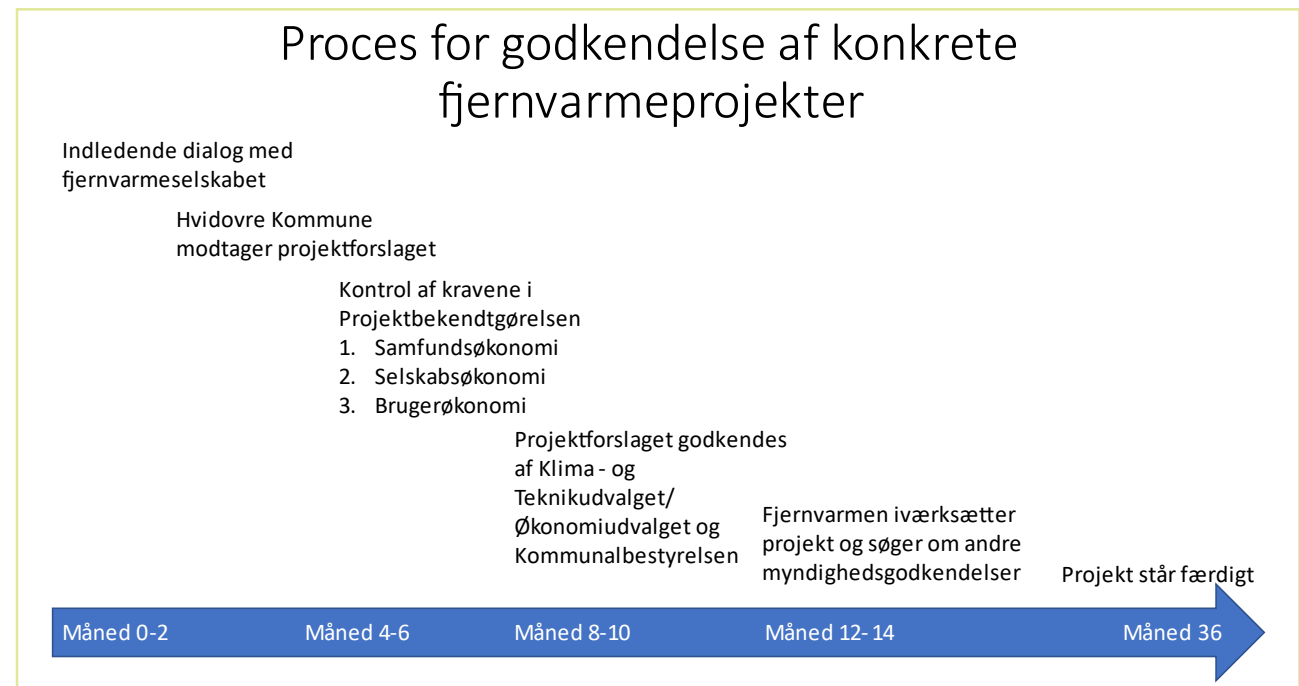 Proces for godkendelse af konkrete
fjernvarmeprojekter
Indledende dialog med
fjernvarmeselskabet
Hvidovre Kommune
modtager projektforslaget
Kontrol af kravene i
Projektbekendtgørelsen
1. Samfundsøkonomi
2. Selskabsøkonomi
3. Brugerøkonomi
Projektforslaget godkendes
af Klima - og
Teknikudvalget/
Økonomiudvalget og
Kommunalbestyrelsen
Fjernvarmen iværksætter
projekt og søger om andre
myndighedsgodkendelser
Projekt står færdigt
Måned 0-2
Måned 4-6
Måned 8-10
Måned 12- 14
Måned 36